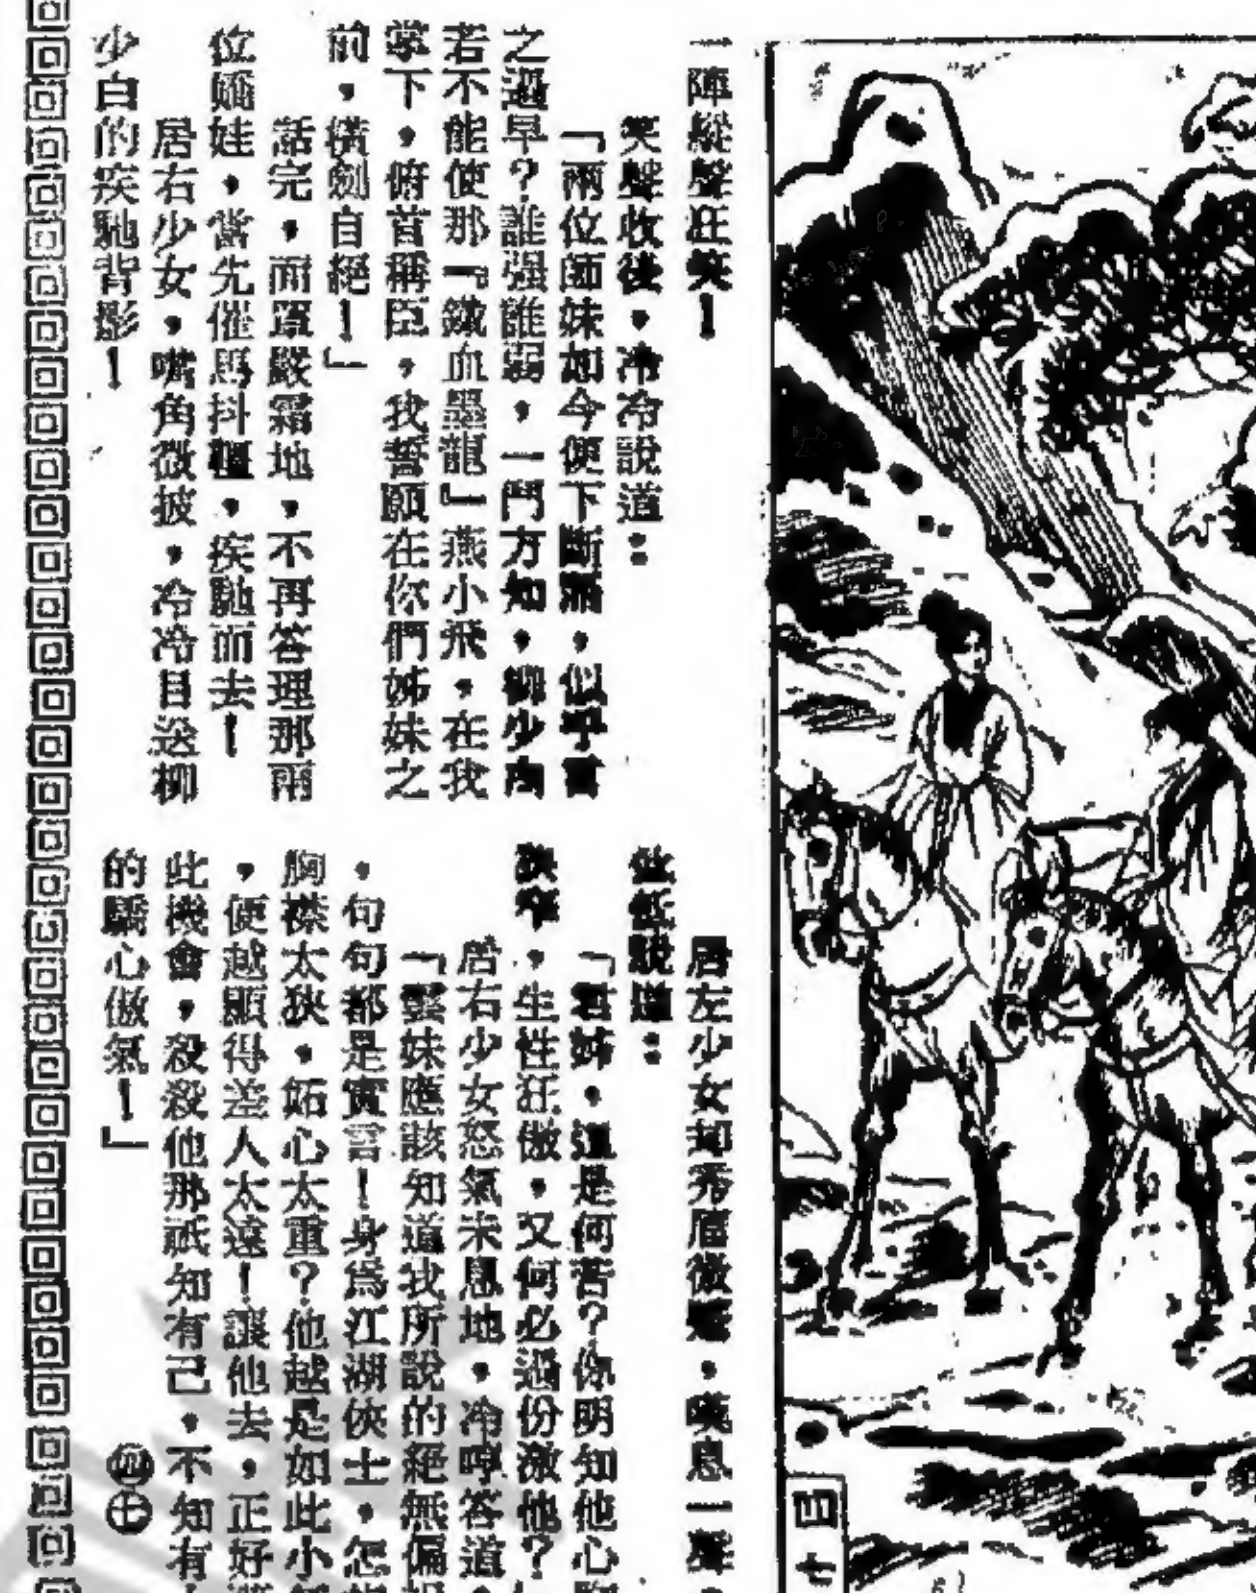 一陣縱聲狂笑！
笑聲收後，冷冷說道：
「兩位師妹如今便下斷語，似乎言
之過早？誰强誰弱，一鬥方知，柳少白
若不能使那『鐵血墨龍』燕小飛，在我
掌下，俯首稱臣，我誓願在你們姊妹之
前，橫劍自絕！」
話完，面罩嚴霜地，不再答理那兩
位嬌娃，當先催馬抖韁，疾馳而去！
居右少女，嘴角微披，冷冷目送柳
少白的疾馳背影！
居左少女却秀眉微蹙，嘆息一聲，
低說道：
姊，這是何苦？你明知他心胸
狹窄，生性狂傲，又何必過份激他？
居右少女怒氣未息地，冷哼答道：
「雲妹應該知道我所說的絕無偏
，句句都是實言！身爲江湖俠士，怎
胸襟太狹，妬心太重？他越是如此小
，便越顯得差人太遠！讓他去，正好
此機會，殺殺他那祇知有己，不知有
的驕心傲氣！」
四十